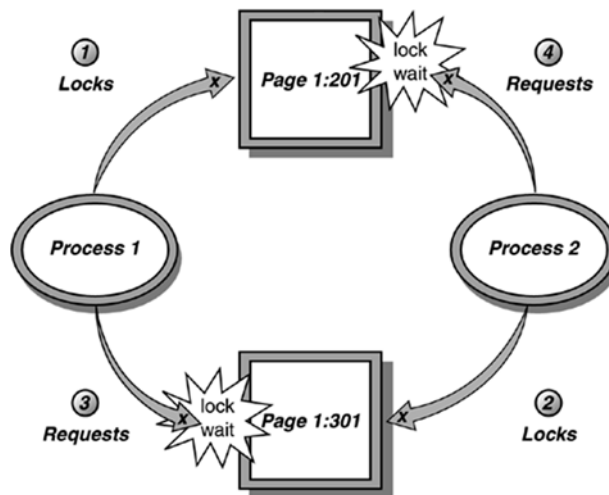 1
Locks
Page 1:201
lock
wait
4
Requests
x
x
Process 1
Process 2
3
Requests
lock
wait
x
Page 1:301
x
2
Locks